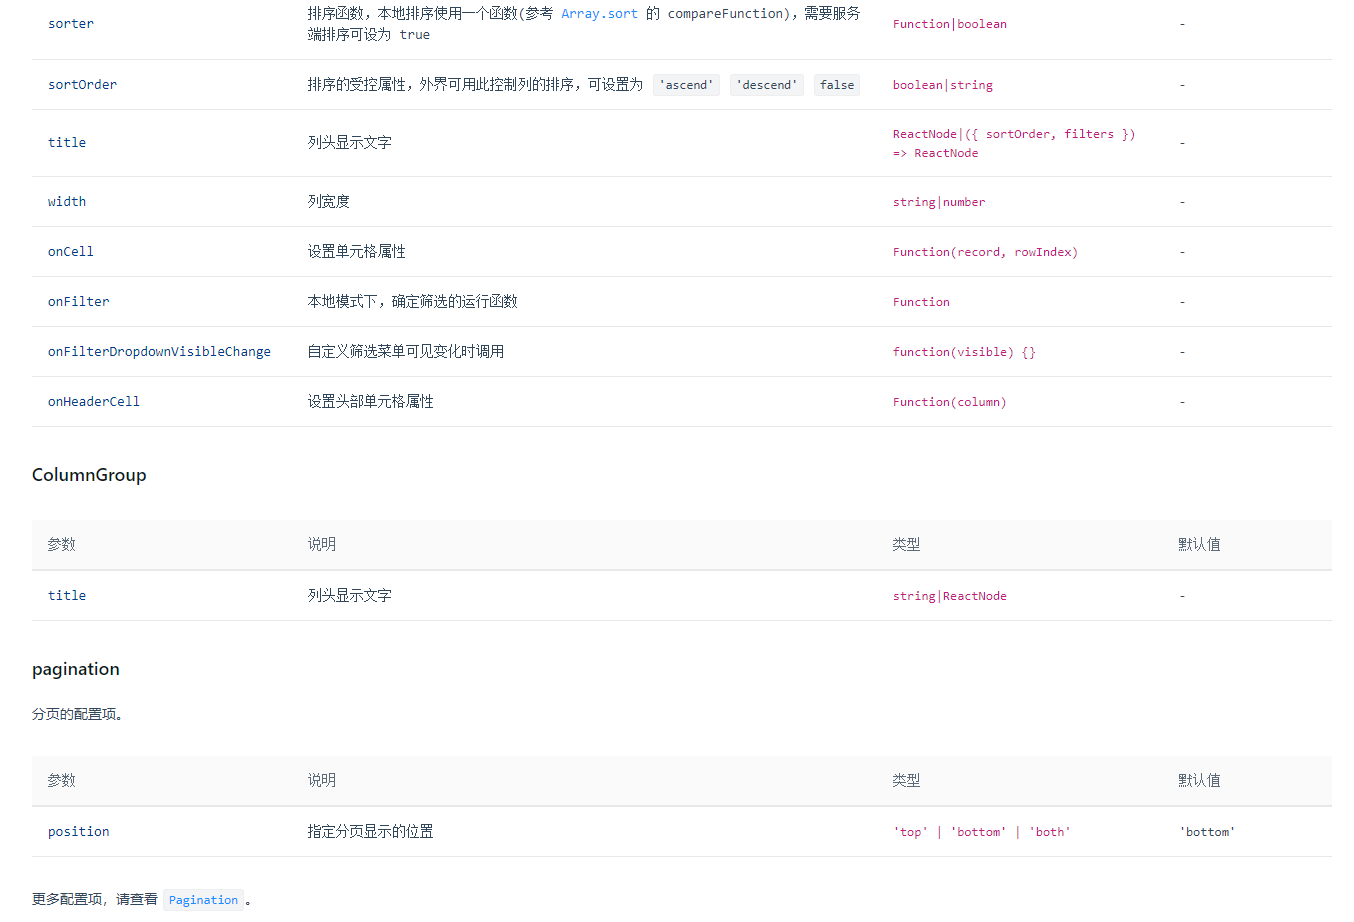 sorter
排序函数，本地排序使用一个函数(参考 Array.sort 的 compareFunction)，需要服务
端排序可设为 true
Function|boolean
-
sortOrder
排序的受控属性，外界可用此控制列的排序，可设置为 'ascend' 'descend' false
boolean|string
-
title
列头显示文字
ReactNode|({ sortOrder, filters })
=> ReactNode
-
width
列宽度
string|number
-
onCell
设置单元格属性
Function(record, rowIndex)
-
onFilter
本地模式下，确定筛选的运行函数
Function
-
onFilterDropdownVisibleChange
自定义筛选菜单可见变化时调用
function(visible) {}
-
onHeaderCell
设置头部单元格属性
Function(column)
-
ColumnGroup
参数 说明 类型 默认值
title
列头显示文字
string|ReactNode
-
pagination
分页的配置项。
参数 说明 类型 默认值
position
指定分页显示的位置
'top' | 'bottom' | 'both'
'bottom'
更多配置项，请查看 Pagination 。